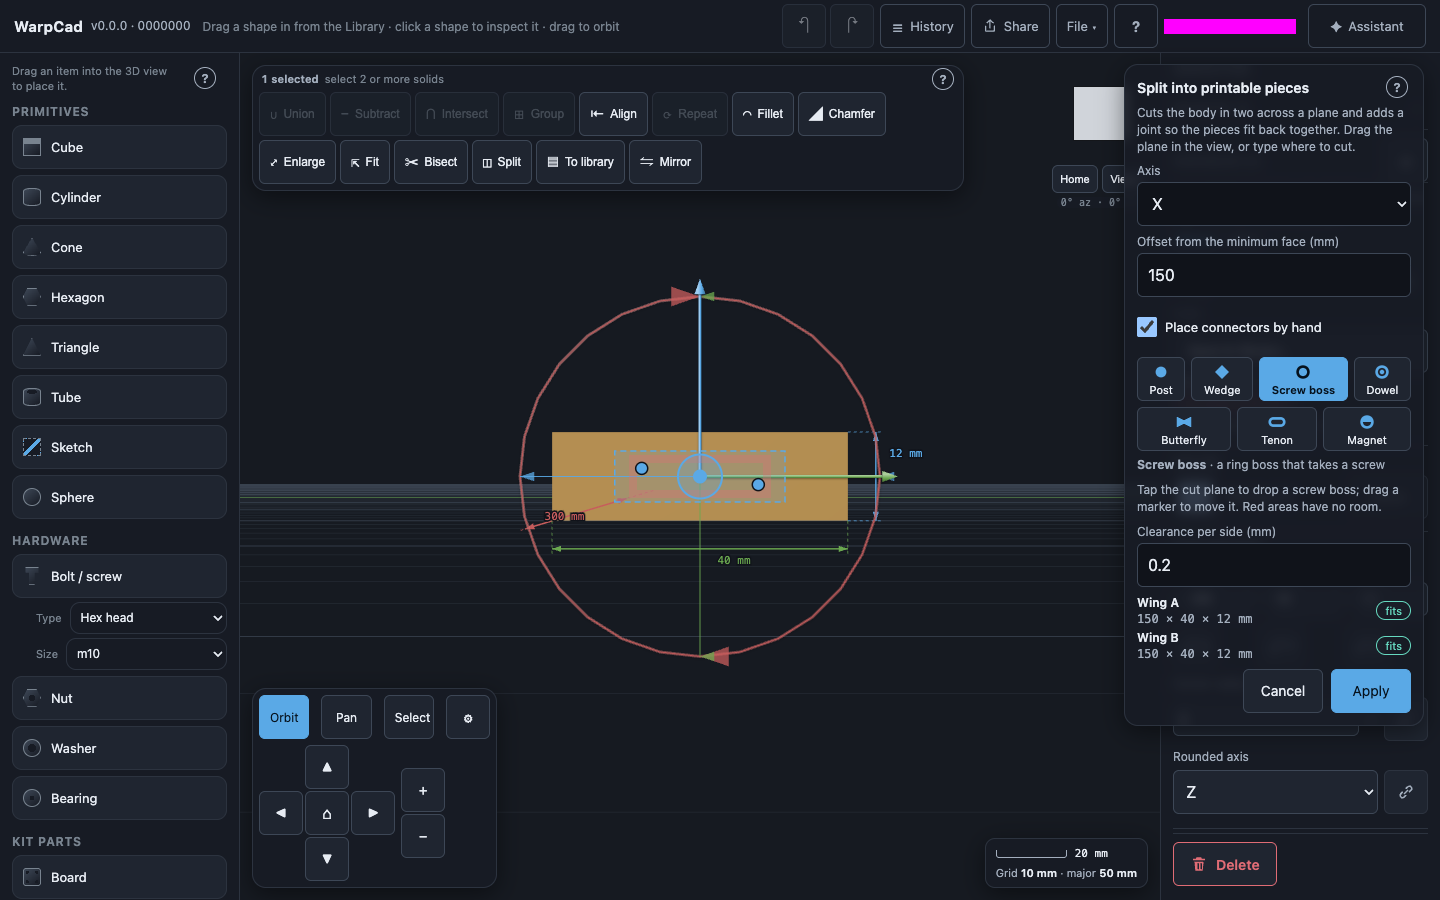 WarpCad v0.0.0 · 0000000 Drag a shape in from the Library · click a shape to inspect it · drag to orbit
History
Share
File
?
Assistant
Drag an item into the 3D view
to place it.
?
PRIMITIVES
Cube
Cylinder
Cone
Hexagon
Triangle
Tube
Sketch
Sphere
HARDWARE
Bolt / screw
Type Hex head
Size m10
Nut
Washer
Bearing
KIT PARTS
Board
1 selected select 2 or more solids
?
Union
Subtract
Intersect
Group
Align
Repeat
Fillet
Chamfer
Enlarge
Fit
Bisect
Split
To library
Mirror
Home
0° az · 0°
12 mm
300 mm
40 mm
Orbit
Pan
Select
+
−
20 mm
Grid 10 mm · major 50 mm
Split into printable pieces
?
Cuts the body in two across a plane and adds a
joint so the pieces fit back together. Drag the
plane in the view, or type where to cut.
Axis
X
Offset from the minimum face (mm)
150
Place connectors by hand
Post
Wedge
Screw boss
Dowel
Butterfly
Tenon
Magnet
Screw boss · a ring boss that takes a screw
Tap the cut plane to drop a screw boss; drag a
marker to move it. Red areas have no room.
Clearance per side (mm)
0.2
Wing A
150 × 40 × 12 mm
fits
Wing B
150 × 40 × 12 mm
fits
Cancel
Apply
Rounded axis
Z
Delete